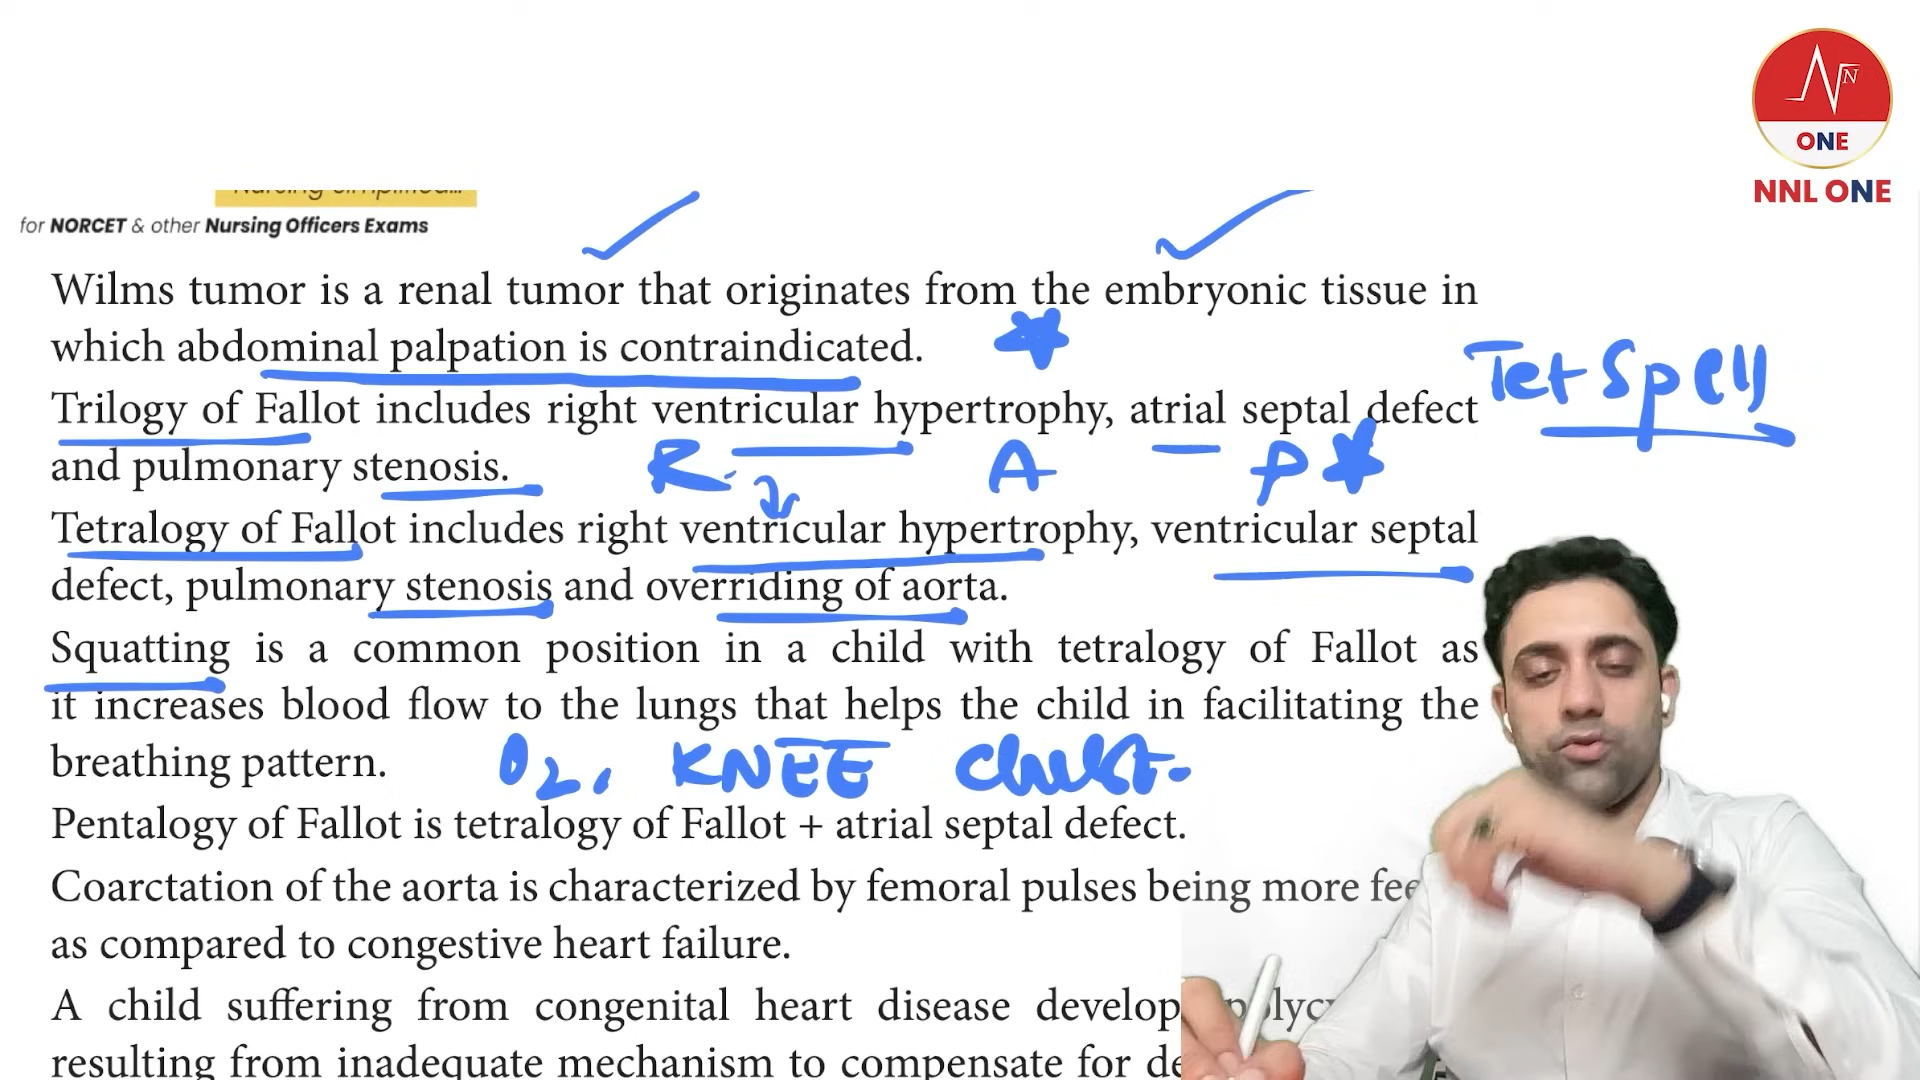 N
ONE
NNL ONE
Nursing Simplified...
for NORCET & other Nursing Officers Exams
Wilms tumor is a renal tumor that originates from the embryonic tissue in
which abdominal palpation is contraindicated.
Tet Spell
Trilogy of Fallot includes right ventricular hypertrophy, atrial septal defect
and pulmonary stenosis.
R A P
Tetralogy of Fallot includes right ventricular hypertrophy, ventricular septal
defect, pulmonary stenosis and overriding of aorta.
Squatting is a common position in a child with tetralogy of Fallot as
it increases blood flow to the lungs that helps the child in facilitating the
breathing pattern.
O2, KNEE Chest.
Pentalogy of Fallot is tetralogy of Fallot + atrial septal defect.
Coarctation of the aorta is characterized by femoral pulses being more
as compared to congestive heart failure.
A child suffering from congenital heart disease
resulting from inadequate mechanism to compensate for